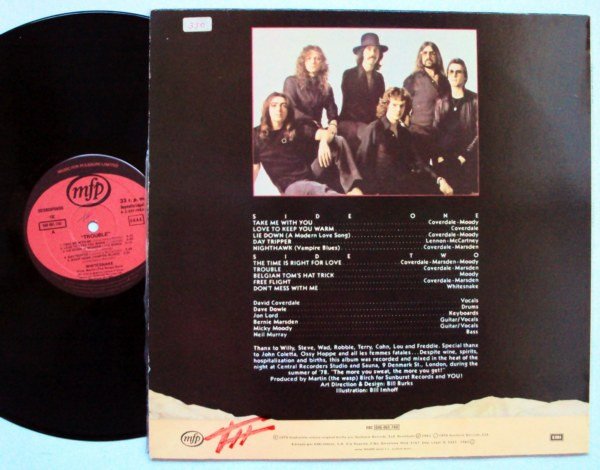 350
mfp
"TROUBLE"
WHITESNAKE
SIDE ONE
TAKE ME WITH YOU Coverdale-Moody
LOVE TO KEEP YOU WARM Coverdale
LIE DOWN (A Modern Love Song) Coverdale-Moody
DAY TRIPPER Lennon-McCartney
NIGHTHAWK (Vampire Blues) Coverdale-Marsden
SIDE TWO
THE TIME IS RIGHT FOR LOVE Coverdale-Marsden-Moody
TROUBLE Coverdale-Marsden
BELGIAN TOM'S HAT TRICK Moody
FREE FLIGHT Coverdale-Marsden
DON'T MESS WITH ME Whitesnake
David Coverdale Vocals
Dave Dowle Drums
Jon Lord Keyboards
Bernie Marsden Guitar/Vocals
Micky Moody Guitar/Vocals
Neil Murray Bass
Thanx to Willy, Steve, Wad, Robbie, Terry, Cohn, Lou and Freddie. Special thanx
to John Coletta, Ossy Hoppe and all les femmes fatales...Despite wine, spirits,
hospitalization and births, this album was recorded and mixed in the heat of the
night at Central Recorders Studio and Sauna, 9 Denmark St., London, during the
summer of '78. "The more you sweat, the more you get!"
Produced by Martin (the wasp) Birch for Sunburst Records and YOU!
Art Direction & Design: Bill Burks
Illustration: Bill Imhoff
mfp
EMI